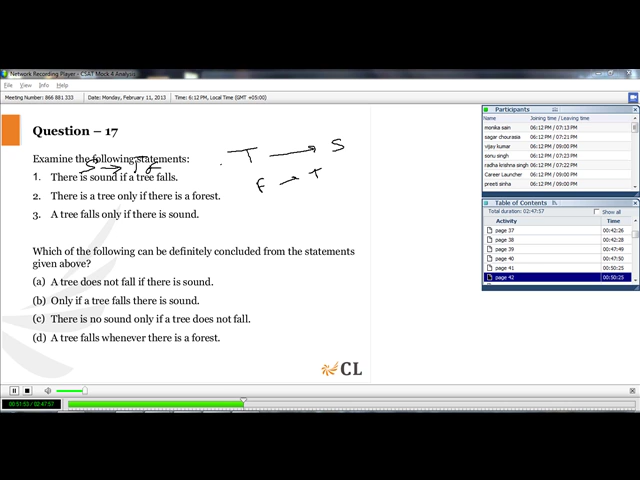 Network Recording Player - CSAT Mock 4 Analysis
File View Info Help
Meeting Number: 866 881 333 Date: Monday, February 11, 2013 Time: 6:12 PM, Local Time (GMT +05:00)
Question – 17
Examine the following statements:
1. There is sound if a tree falls.
2. There is a tree only if there is a forest.
3. A tree falls only if there is sound.
T → S
F → T
Which of the following can be definitely concluded from the statements
given above?
(a) A tree does not fall if there is sound.
(b) Only if a tree falls there is sound.
(c) There is no sound only if a tree does not fall.
(d) A tree falls whenever there is a forest.
CL
Participants
Name Joining time / Leaving time
monika sain 06:12 PM / 07:13 PM
sagar chourasia 06:12 PM / 07:21 PM
vijay kumar 06:12 PM / 09:00 PM
sonu singh 06:12 PM / 07:21 PM
radha krishna singh 06:12 PM / 07:21 PM
Career Launcher 06:12 PM / 09:00 PM
preeti sinha 06:12 PM / 09:00 PM
Table of Contents
Total duration: 02:47:57 Show all
Activity Time
page 37 00:42:26
page 38 00:42:28
page 39 00:47:49
page 40 00:47:50
page 41 00:50:25
page 42 00:50:25
00:51:53 / 02:47:57